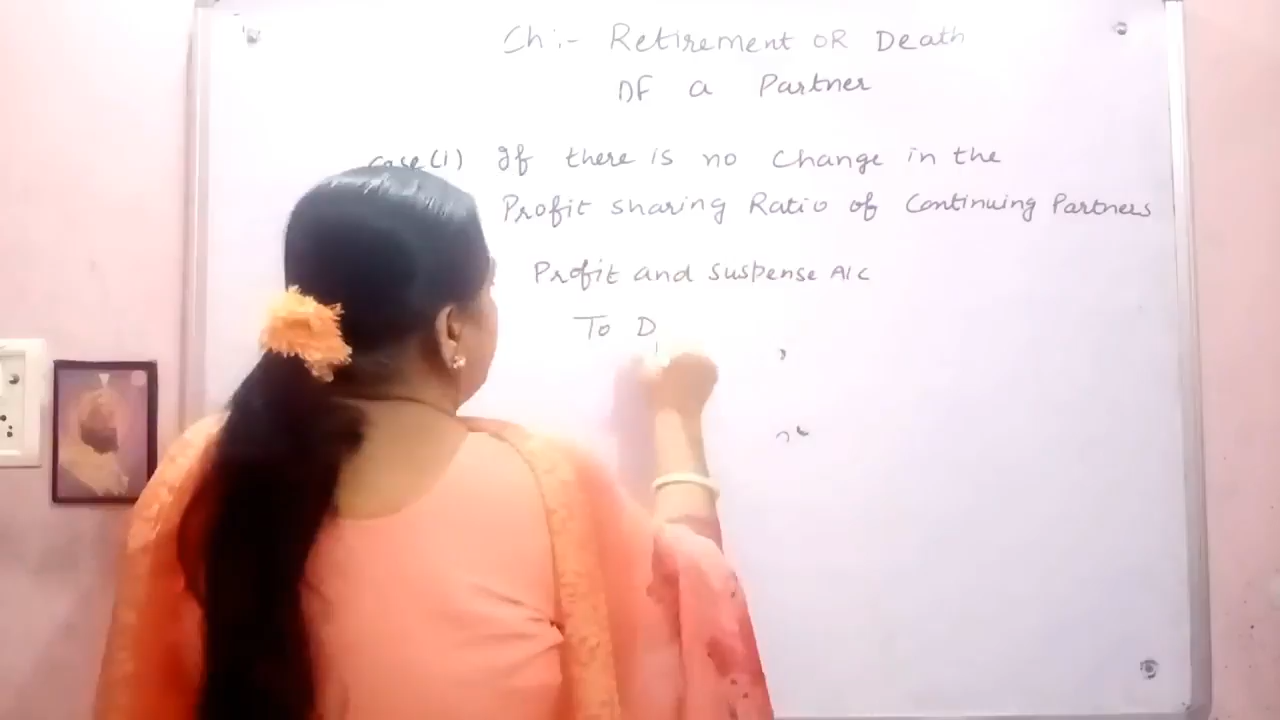 Ch :- Retirement OR Death
OF a Partner
case(1) If there is no change in the
Profit sharing Ratio of Continuing Partners
Profit and Suspense A/C
To D